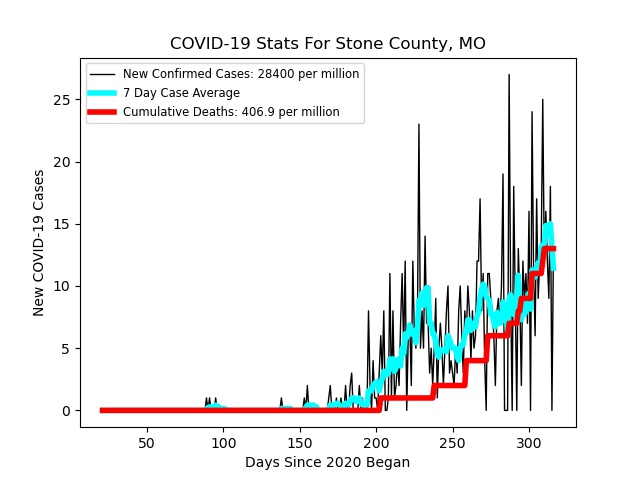 COVID-19 Stats For Stone County, MO
New Confirmed Cases: 28400 per million
7 Day Case Average
Cumulative Deaths: 406.9 per million
New COVID-19 Cases
25
20
15
10
5
0
50 100 150 200 250 300
Days Since 2020 Began